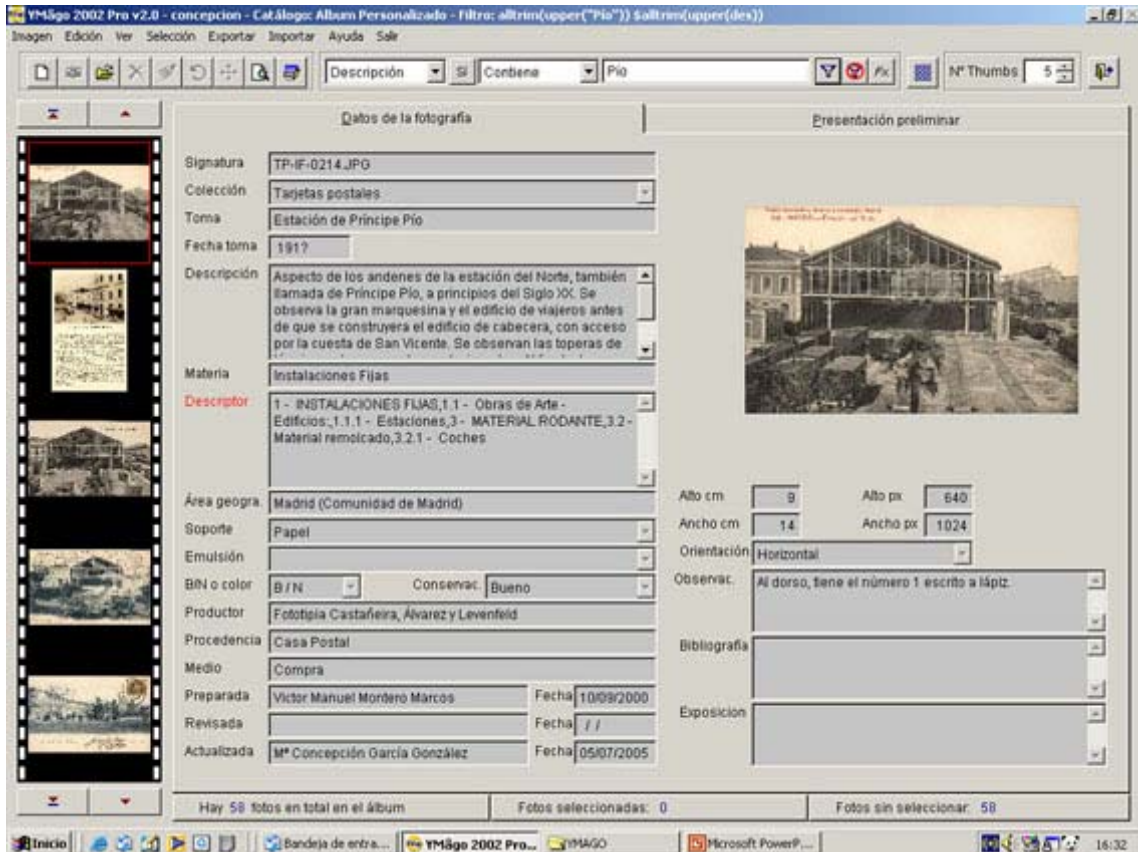 YMâgo 2002 Pro v2.0 - concepcion - Catálogo: Album Personalizado - Filtro: alltrim(upper("Pío")) $alltrim(upper(des))
Imagen Edición Ver Selección Exportar Importar Ayuda Salir
Descripción SI Contiene Pío Nº Thumbs 5
Datos de la fotografía
Presentación preliminar
Signatura TP-IF-0214.JPG
Colección Tarjetas postales
Toma Estación de Príncipe Pío
Fecha toma 191?
Descripción Aspecto de los andenes de la estación del Norte, también
llamada de Príncipe Pío, a principios del Siglo XX. Se
observa la gran marquesina y el edificio de viajeros antes
de que se construyera el edificio de cabecera, con acceso
por la cuesta de San Vicente. Se observan las toperas de
Materia Instalaciones Fijas
Descriptor 1 - INSTALACIONES FIJAS,1.1 - Obras de Arte -
Edificios:,1.1.1 - Estaciones,3 - MATERIAL RODANTE,3.2 -
Material remolcado,3.2.1 - Coches
Área geogra. Madrid (Comunidad de Madrid)
Soporte Papel
Emulsión
B/N o color B / N Conservac. Bueno
Productor Fototipia Castañeira, Álvarez y Levenfeld
Procedencia Casa Postal
Medio Compra
Preparada Victor Manuel Montero Marcos Fecha 10/09/2000
Revisada Fecha / /
Actualizada Mª Concepción García González Fecha 05/07/2005
Alto cm 9 Alto px 640
Ancho cm 14 Ancho px 1024
Orientación Horizontal
Observac. Al dorso, tiene el número 1 escrito a lápiz.
Bibliografía
Exposicion
Hay 58 fotos en total en el álbum Fotos seleccionadas: 0 Fotos sin seleccionar: 58
Inicio Bandeja de entra... YMâgo 2002 Pro... YMAGO Microsoft PowerP... 16:32